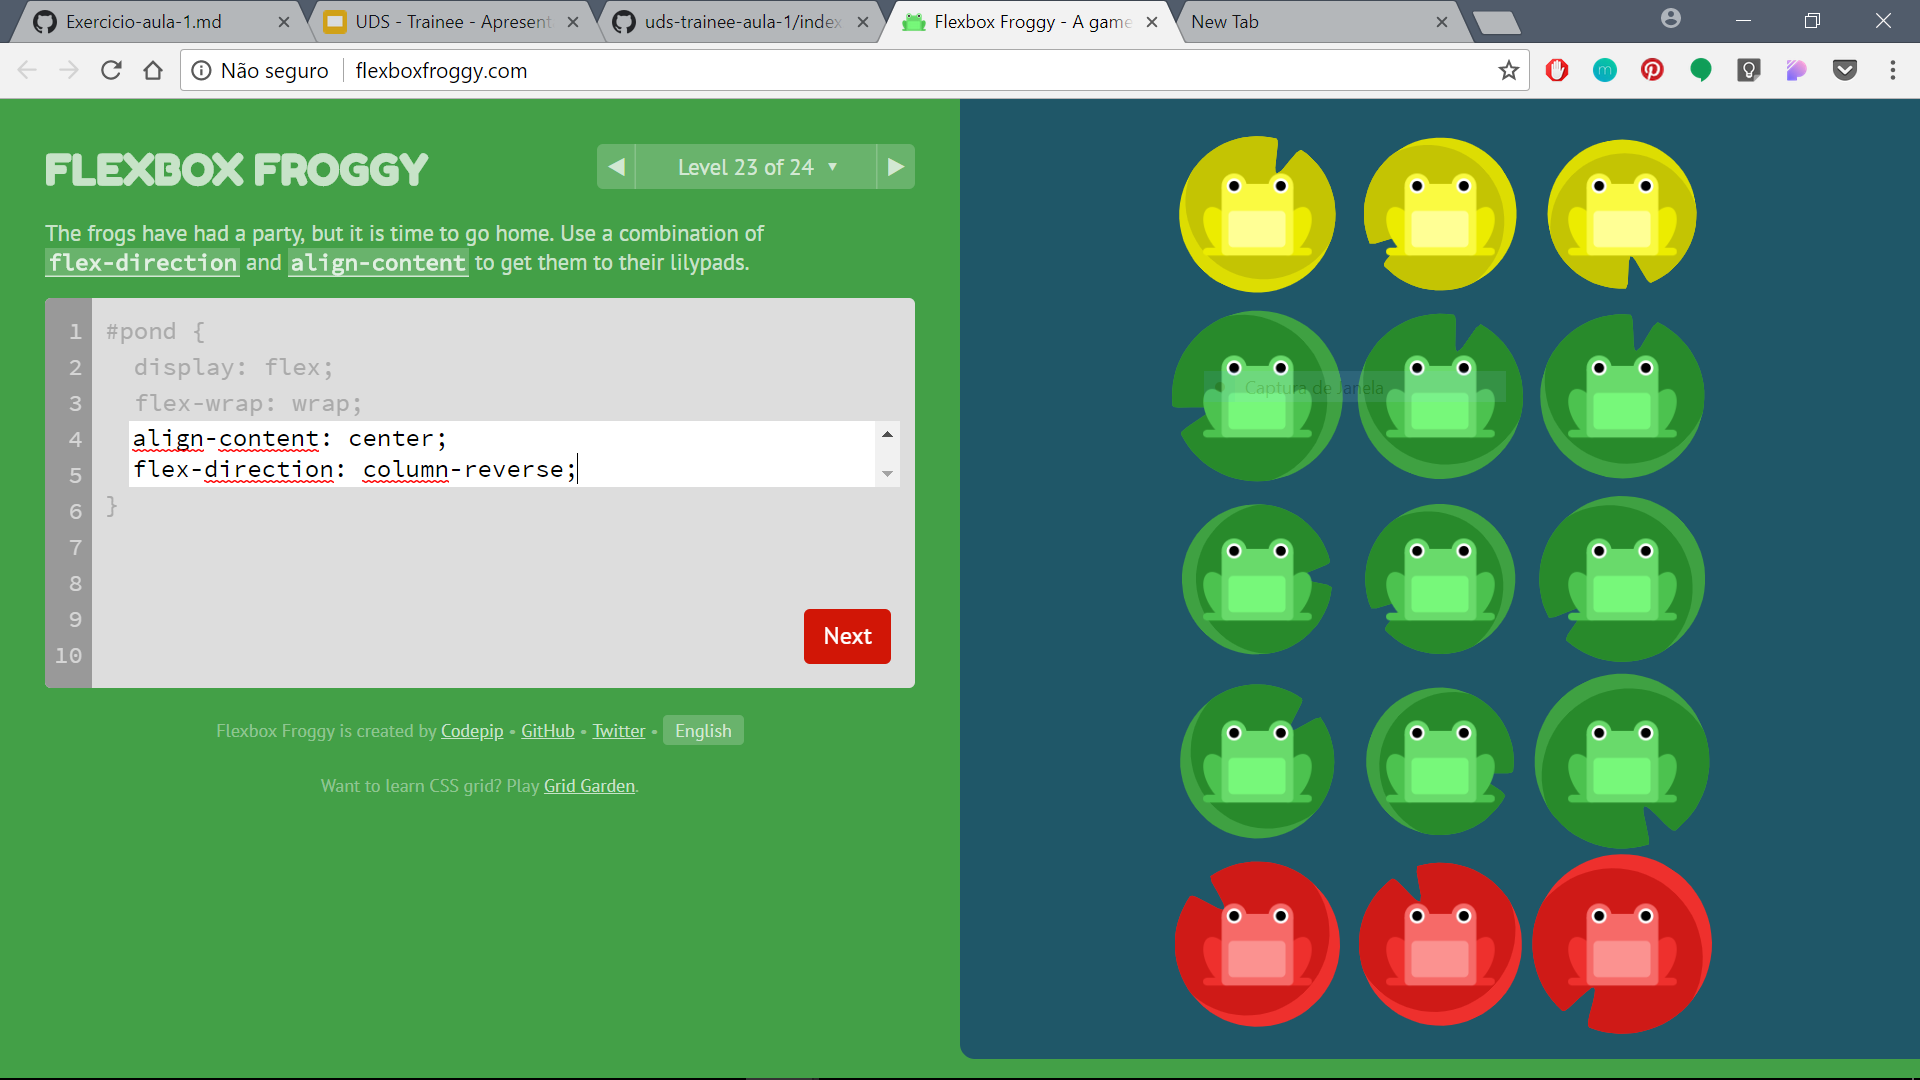 Exercicio-aula-1.md
UDS - Trainee - Apresent
uds-trainee-aula-1/index
Flexbox Froggy - A game
New Tab
Não seguro
flexboxfroggy.com
FLEXBOX FROGGY
Level 23 of 24
The frogs have had a party, but it is time to go home. Use a combination of
flex-direction and align-content to get them to their lilypads.
1 #pond {
2 display: flex;
3 flex-wrap: wrap;
4 align-content: center;
5 flex-direction: column-reverse;
6 }
7
8
9
10
Next
Captura de Janela
Flexbox Froggy is created by Codepip • GitHub • Twitter • English
Want to learn CSS grid? Play Grid Garden.